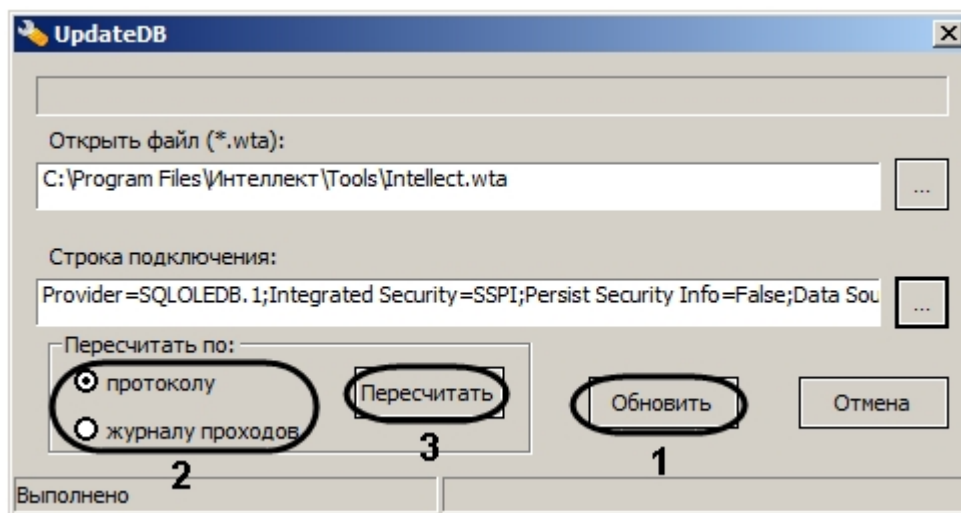 UpdateDB
Открыть файл (*.wta):
C:\Program Files\Интеллект\Tools\Intellect.wta
...
Строка подключения:
Provider=SQLOLEDB.1;Integrated Security=SSPI;Persist Security Info=False;Data Sou
...
Пересчитать по:
протоколу
журналу проходов
Пересчитать
Обновить
Отмена
2
3
1
Выполнено